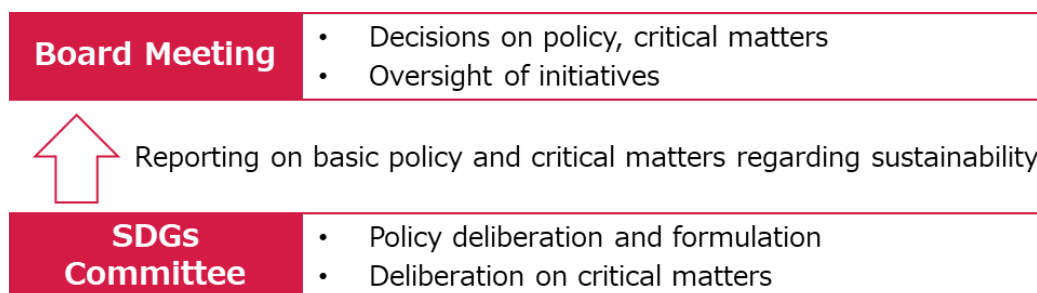 Board Meeting
• Decisions on policy, critical matters
• Oversight of initiatives
Reporting on basic policy and critical matters regarding sustainability
SDGs
Committee
• Policy deliberation and formulation
• Deliberation on critical matters